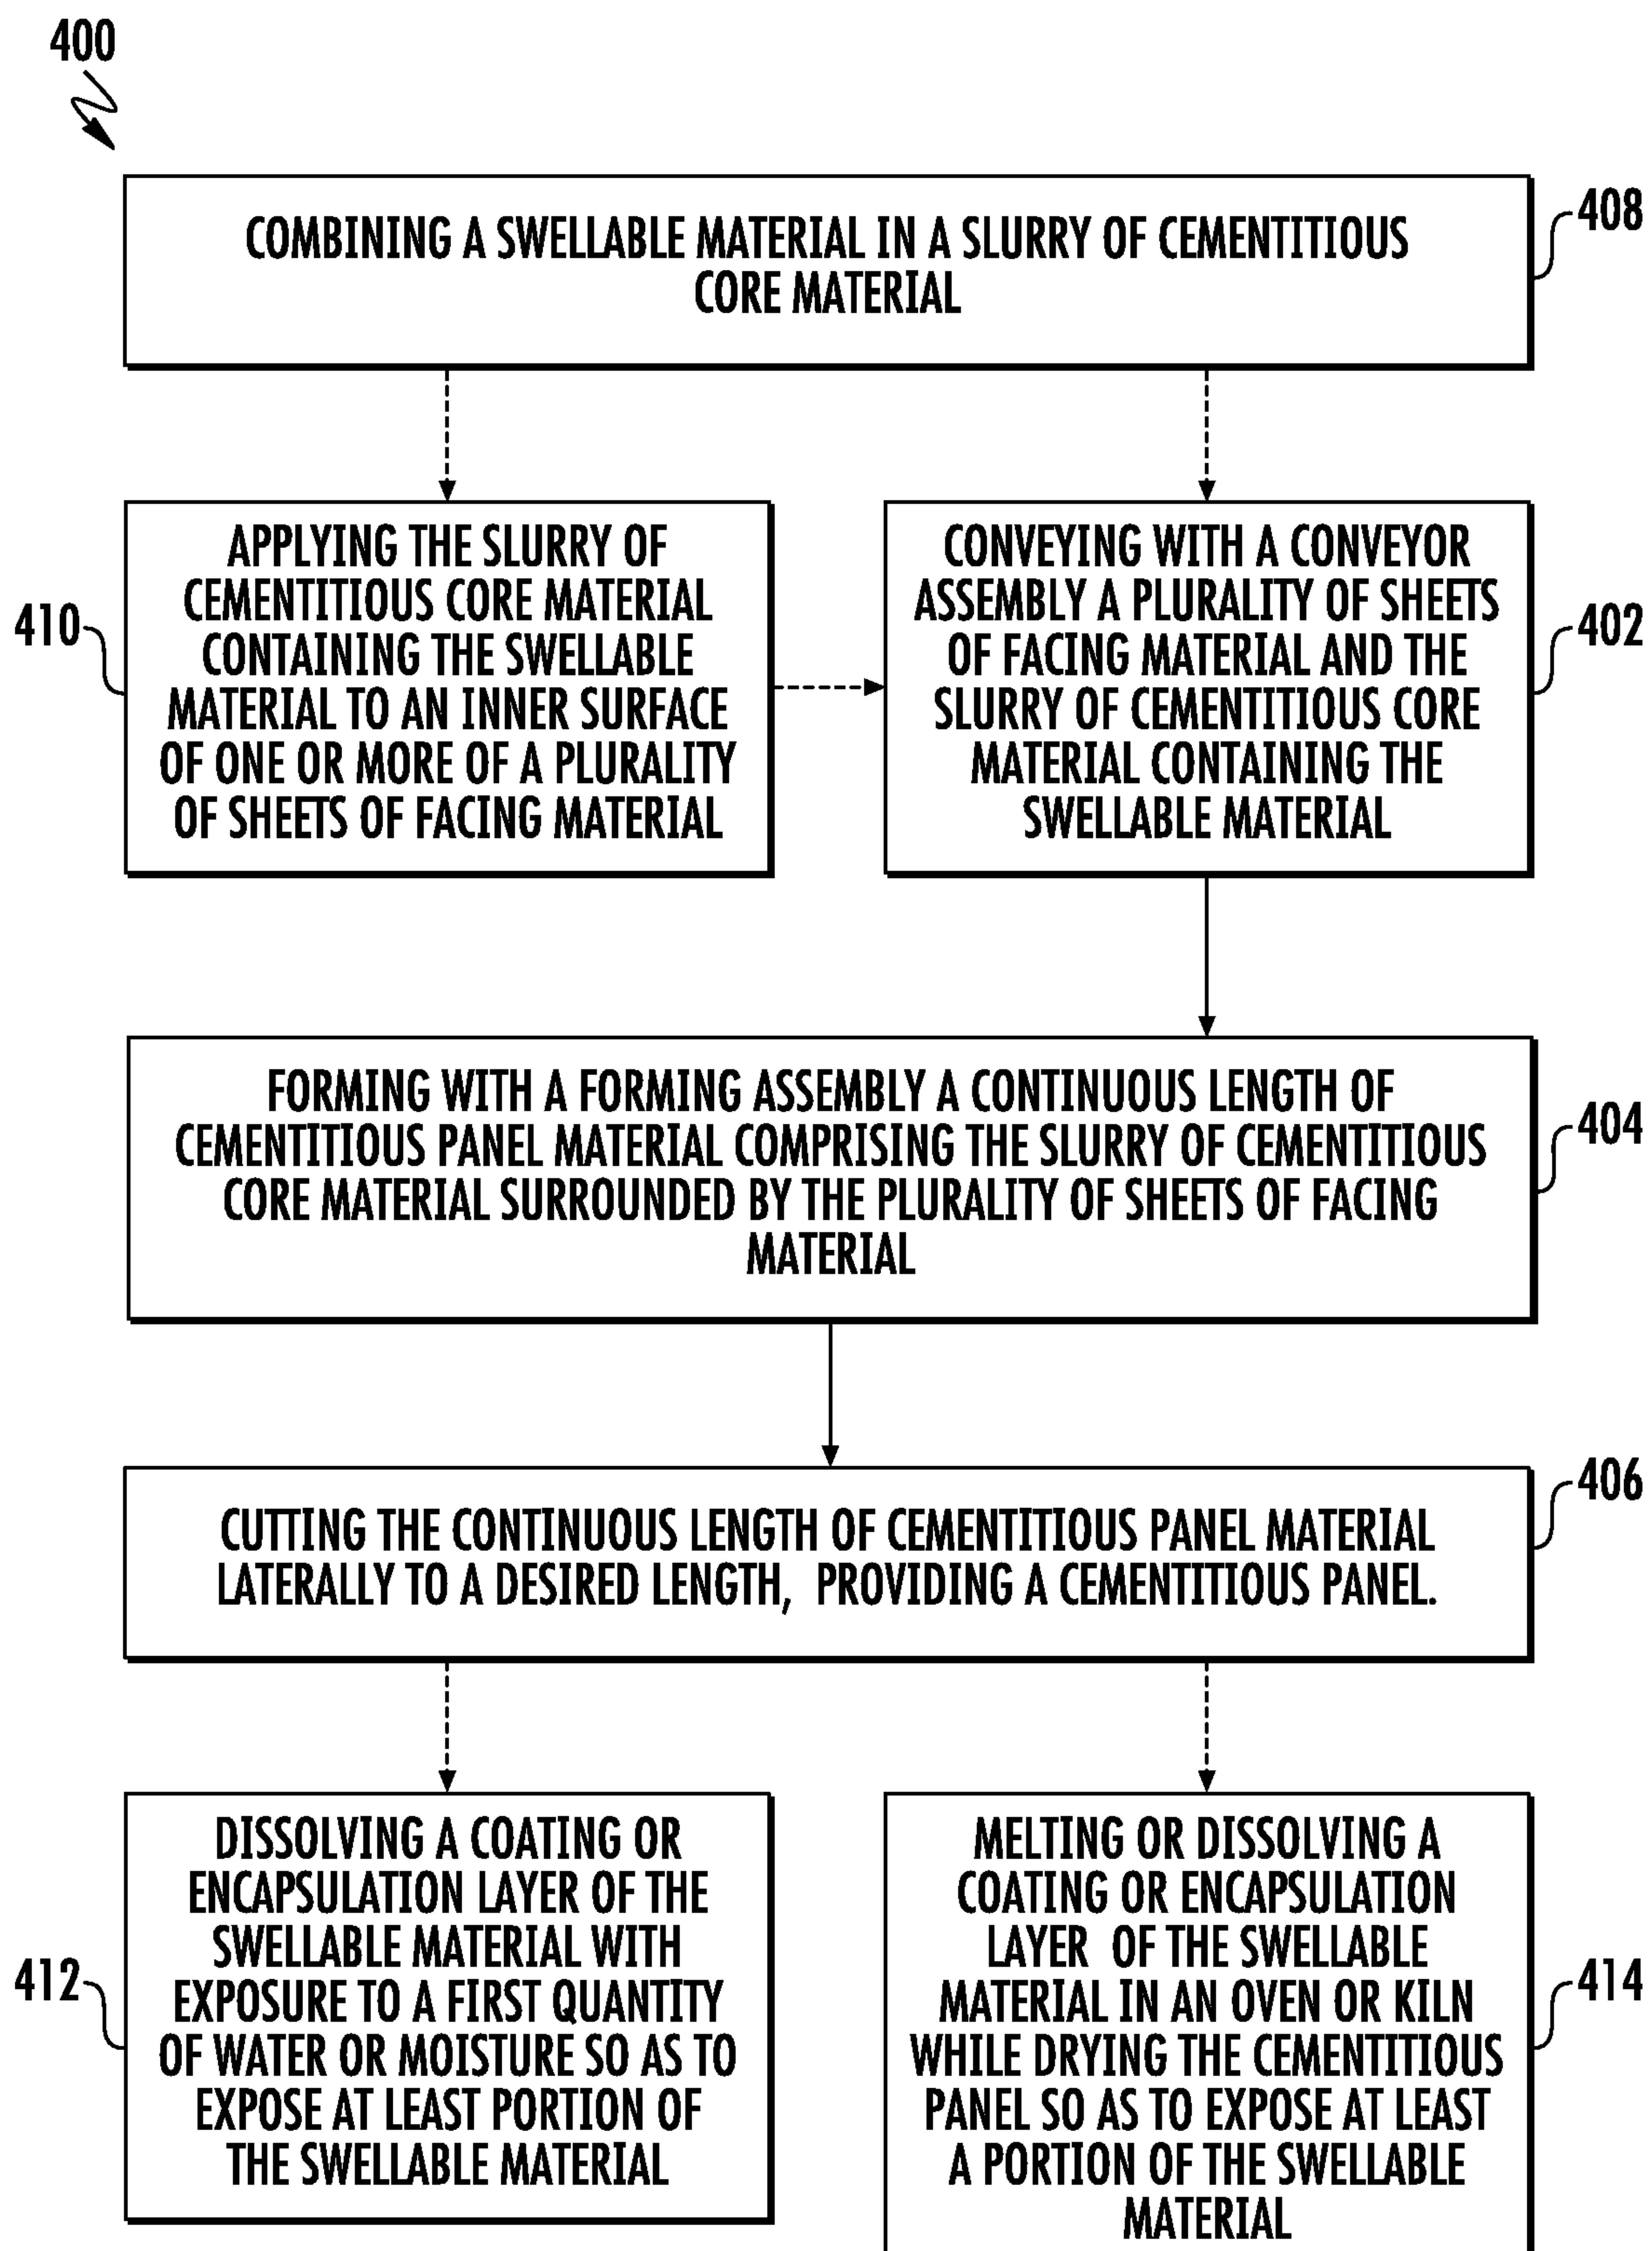 400
COMBINING A SWELLABLE MATERIAL IN A SLURRY OF CEMENTITIOUS
CORE MATERIAL
408
APPLYING THE SLURRY OF
CEMENTITIOUS CORE MATERIAL
CONTAINING THE SWELLABLE
MATERIAL TO AN INNER SURFACE
OF ONE OR MORE OF A PLURALITY
OF SHEETS OF FACING MATERIAL
410
CONVEYING WITH A CONVEYOR
ASSEMBLY A PLURALITY OF SHEETS
OF FACING MATERIAL AND THE
SLURRY OF CEMENTITIOUS CORE
MATERIAL CONTAINING THE
SWELLABLE MATERIAL
402
FORMING WITH A FORMING ASSEMBLY A CONTINUOUS LENGTH OF
CEMENTITIOUS PANEL MATERIAL COMPRISING THE SLURRY OF CEMENTITIOUS
CORE MATERIAL SURROUNDED BY THE PLURALITY OF SHEETS OF FACING
MATERIAL
404
CUTTING THE CONTINUOUS LENGTH OF CEMENTITIOUS PANEL MATERIAL
LATERALLY TO A DESIRED LENGTH, PROVIDING A CEMENTITIOUS PANEL.
406
DISSOLVING A COATING OR
ENCAPSULATION LAYER OF THE
SWELLABLE MATERIAL WITH
EXPOSURE TO A FIRST QUANTITY
OF WATER OR MOISTURE SO AS TO
EXPOSE AT LEAST PORTION OF
THE SWELLABLE MATERIAL
412
MELTING OR DISSOLVING A
COATING OR ENCAPSULATION
LAYER OF THE SWELLABLE
MATERIAL IN AN OVEN OR KILN
WHILE DRYING THE CEMENTITIOUS
PANEL SO AS TO EXPOSE AT LEAST
A PORTION OF THE SWELLABLE
MATERIAL
414